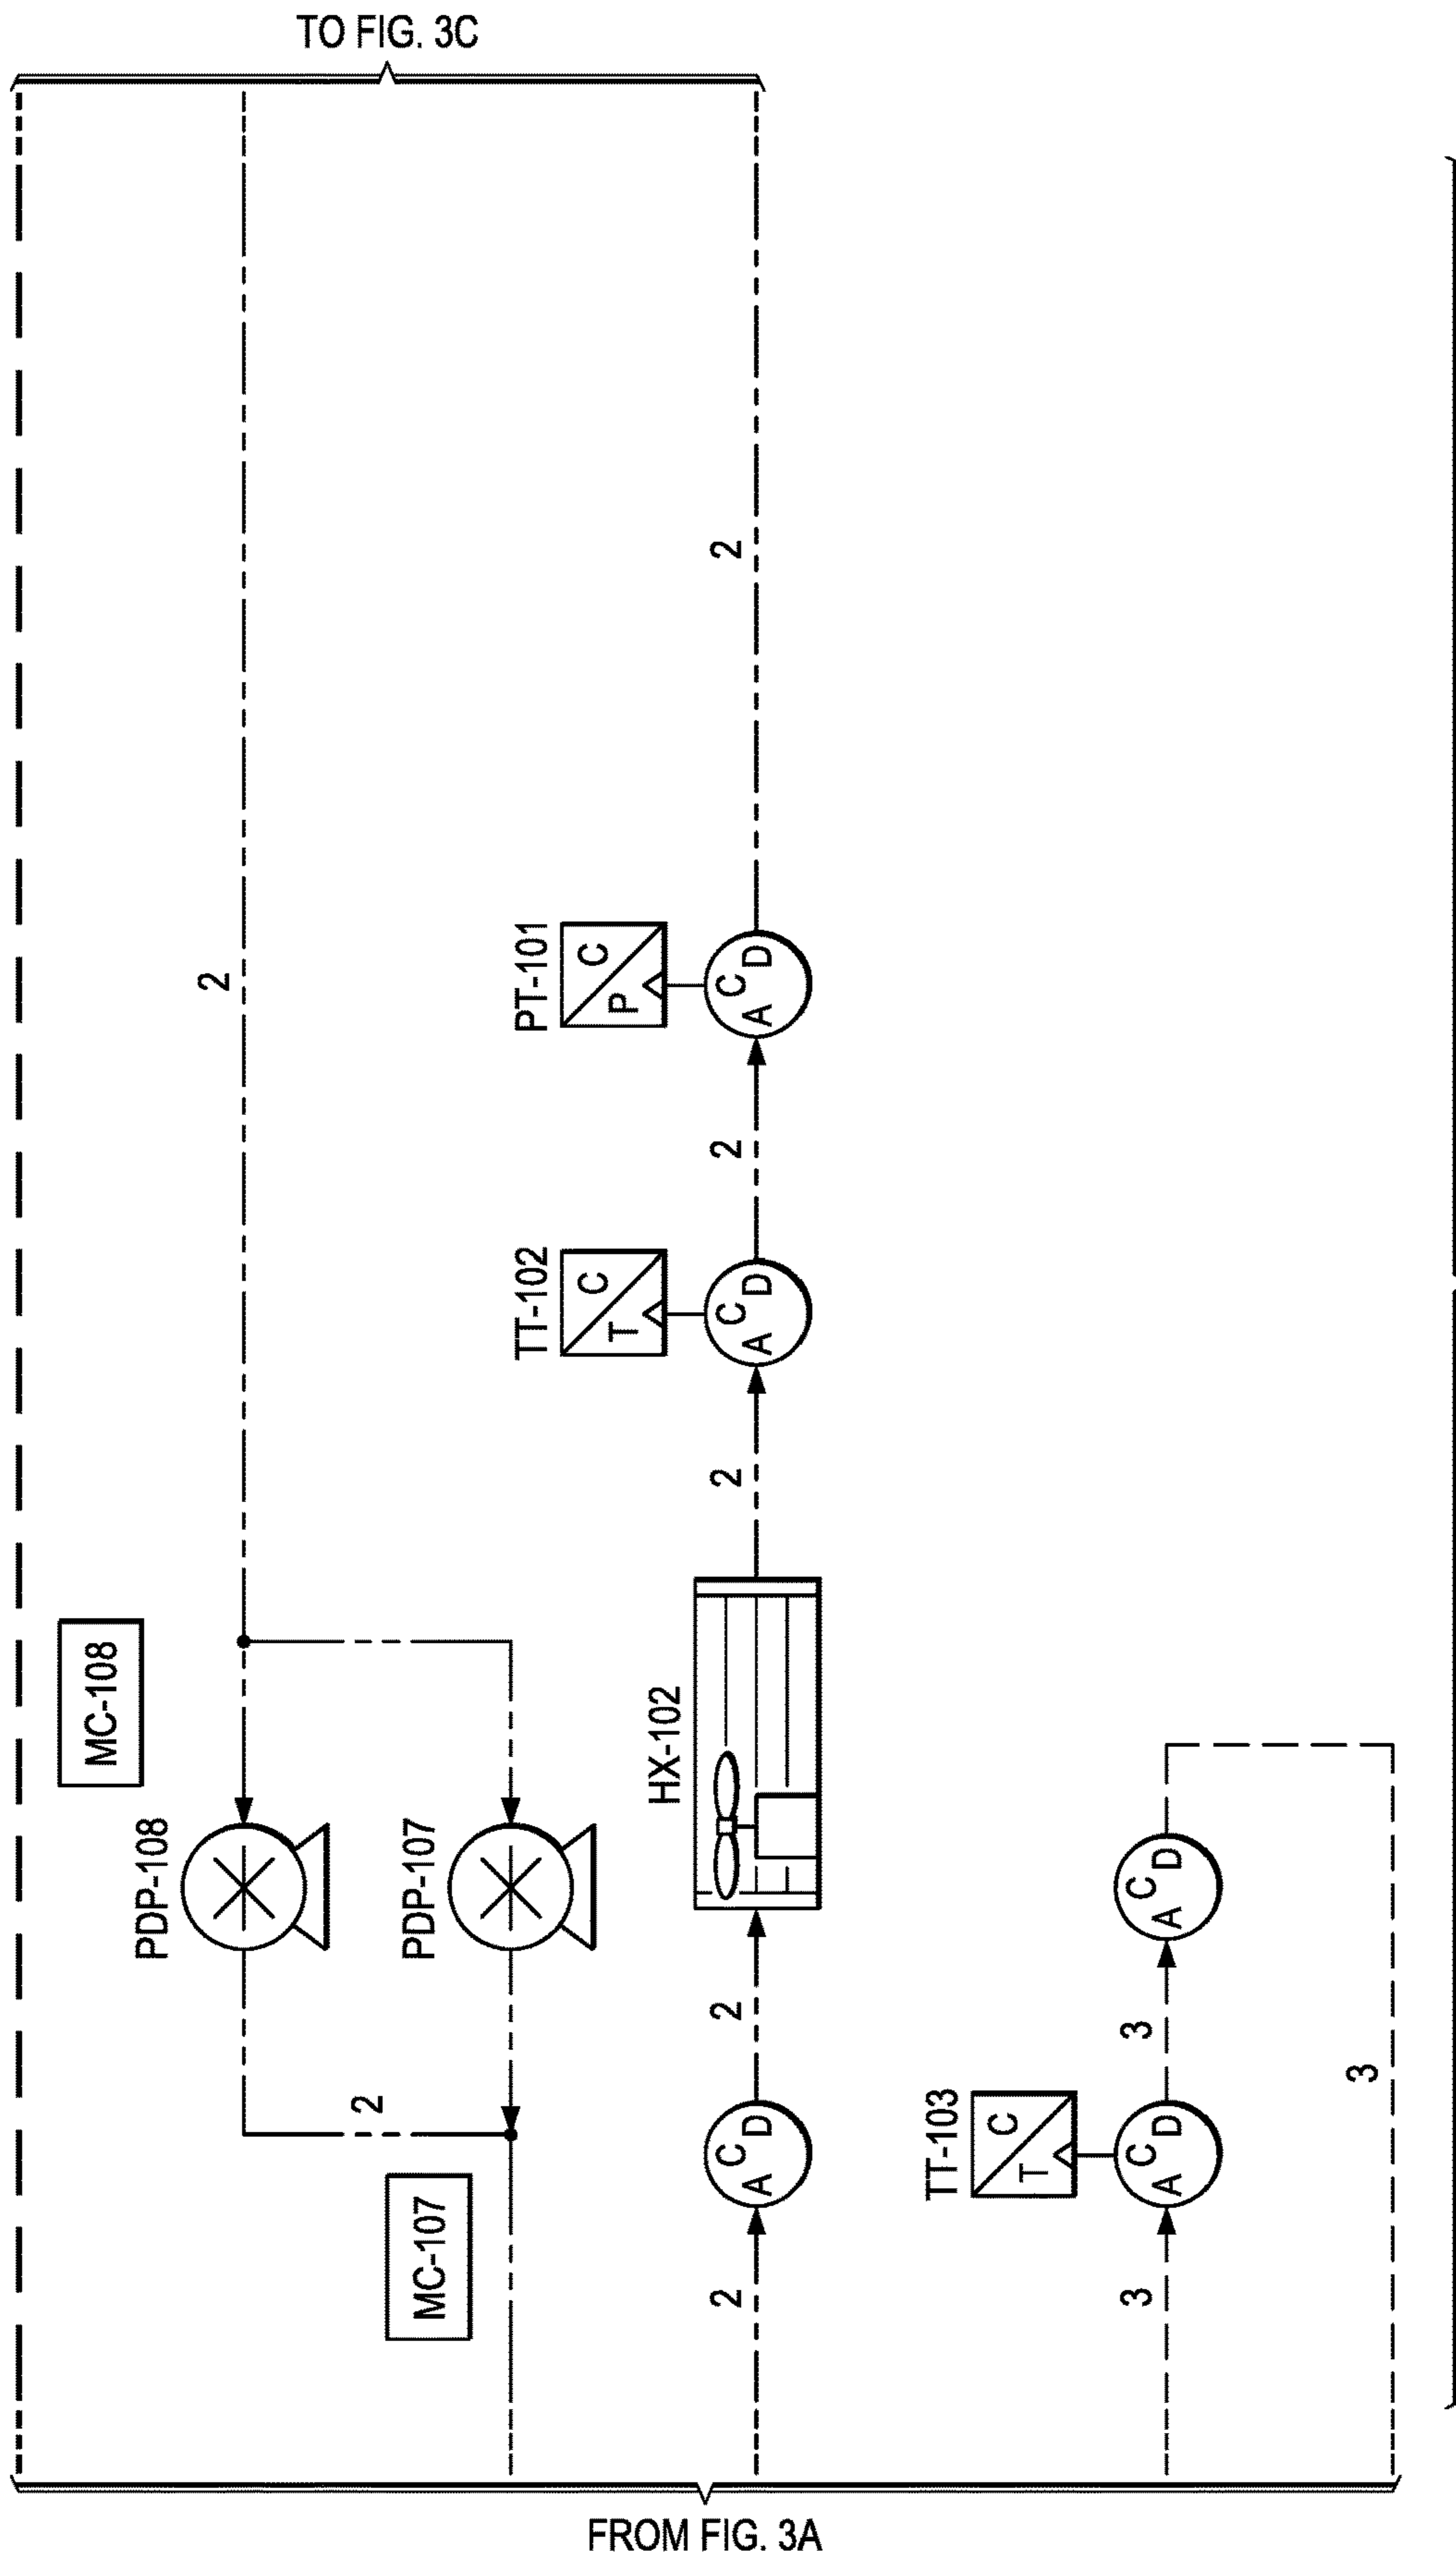 TO FIG. 3C
2
2
PT-101
C
P
C
A D
2
TT-102
C
T
C
A D
2
MC-108
HX-102
PDP-108
PDP-107
C
A D
2
3
2
3
TT-103
C
T
C
A D
C
A D
MC-107
2
3
FROM FIG. 3A